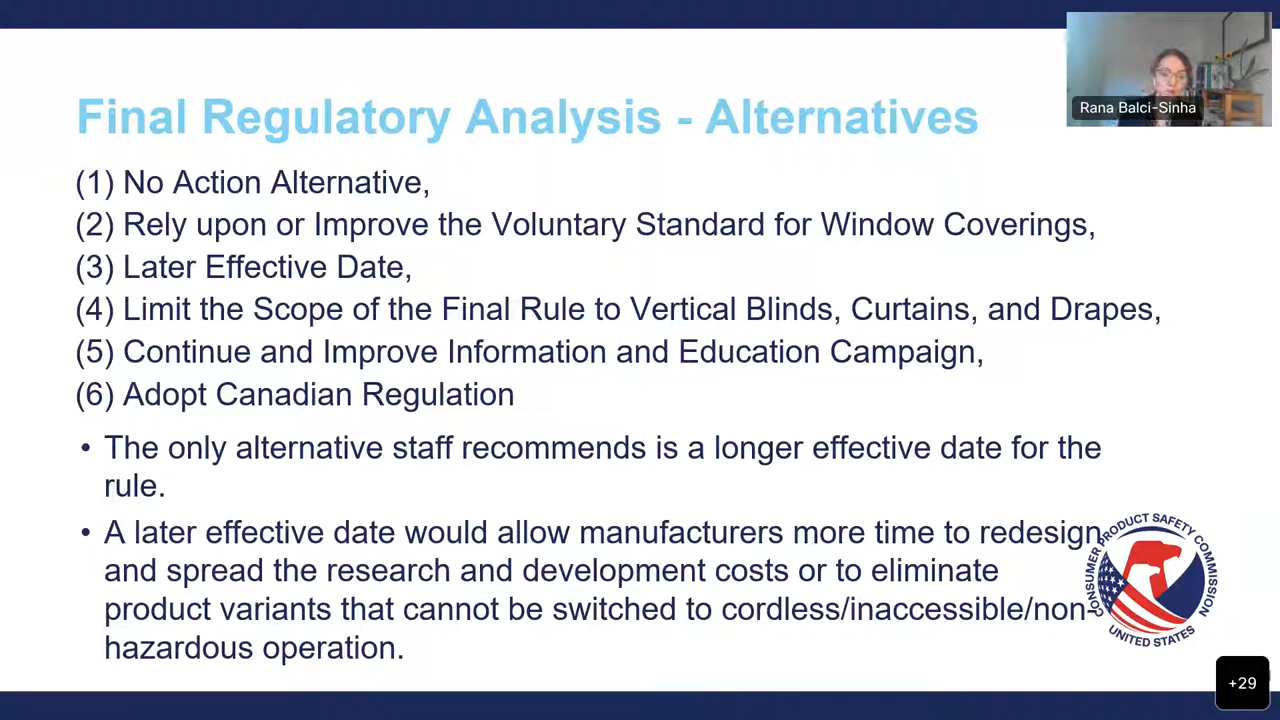 Final Regulatory Analysis - Alternatives
Rana Balci-Sinha
(1) No Action Alternative,
(2) Rely upon or Improve the Voluntary Standard for Window Coverings,
(3) Later Effective Date,
(4) Limit the Scope of the Final Rule to Vertical Blinds, Curtains, and Drapes,
(5) Continue and Improve Information and Education Campaign,
(6) Adopt Canadian Regulation
• The only alternative staff recommends is a longer effective date for the
rule.
• A later effective date would allow manufacturers more time to redesign
and spread the research and development costs or to eliminate
product variants that cannot be switched to cordless/inaccessible/non-
hazardous operation.
CONSUMER PRODUCT SAFETY COMMISSION
UNITED STATES
+29